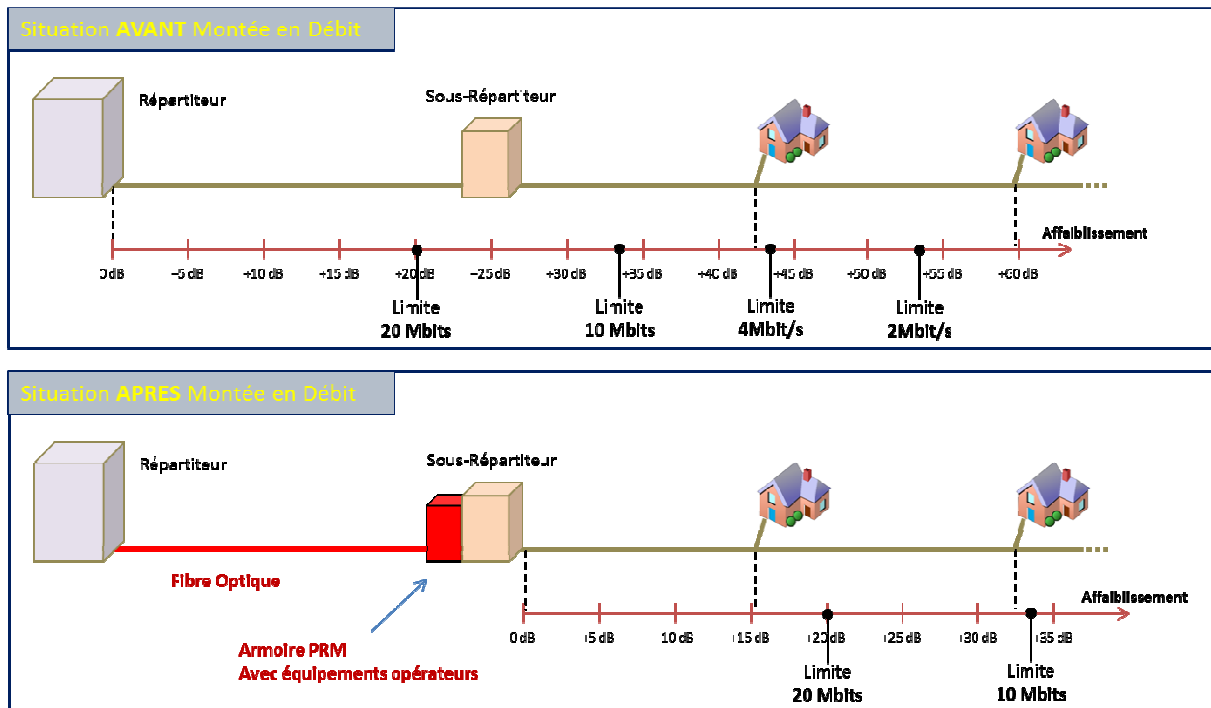 Situation AVANT Montée en Débit
Répartiteur
Sous-Répartiteur
Affaiblissement
0 dB +5 dB +10 dB +15 dB +20 dB +25 dB +30 dB +35 dB +40 dB +45 dB +50 dB +55 dB +60 dB
Limite
20 Mbits
Limite
10 Mbits
Limite
4Mbit/s
Limite
2Mbit/s
Situation APRES Montée en Débit
Répartiteur
Sous-Répartiteur
Fibre Optique
Affaiblissement
0 dB +5 dB 10 dB +15 dB +20 dB +25 dB +30 dB +35 dB
Armoire PRM
Avec équipements opérateurs
Limite
20 Mbits
Limite
10 Mbits